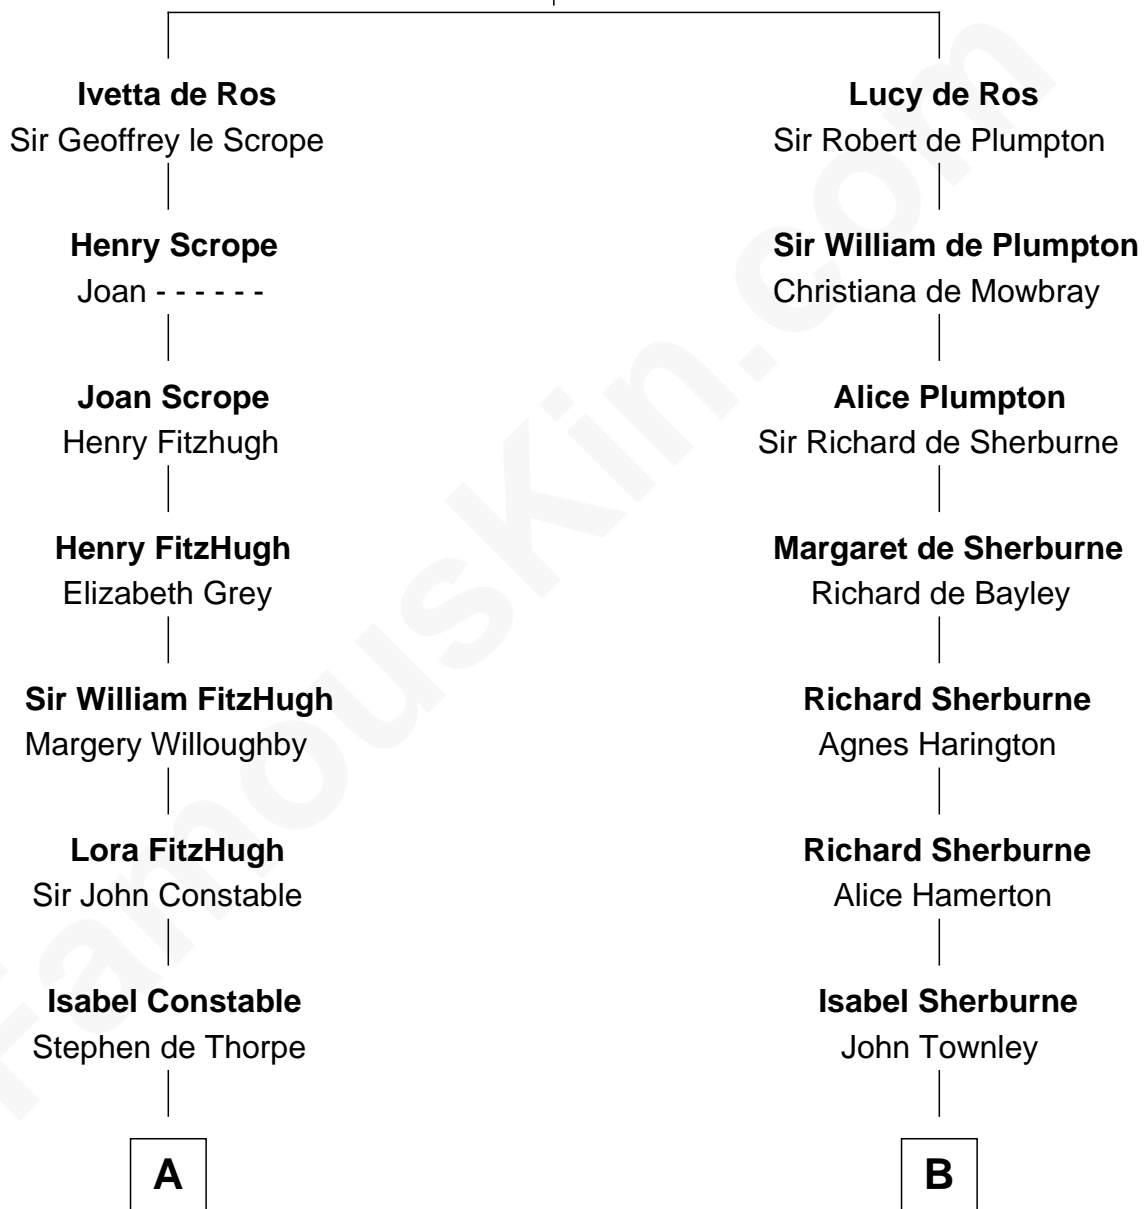 Ivetta de Ros
Sir Geoffrey le Scrope
Lucy de Ros
Sir Robert de Plumpton
Henry Scrope
Joan - - - - - -
Sir William de Plumpton
Christiana de Mowbray
Joan Scrope
Henry Fitzhugh
Alice Plumpton
Sir Richard de Sherburne
Henry FitzHugh
Elizabeth Grey
Margaret de Sherburne
Richard de Bayley
Sir William FitzHugh
Margery Willoughby
Richard Sherburne
Agnes Harington
Lora FitzHugh
Sir John Constable
Richard Sherburne
Alice Hamerton
Isabel Constable
Stephen de Thorpe
Isabel Sherburne
John Townley
A
B
FamousKin.com